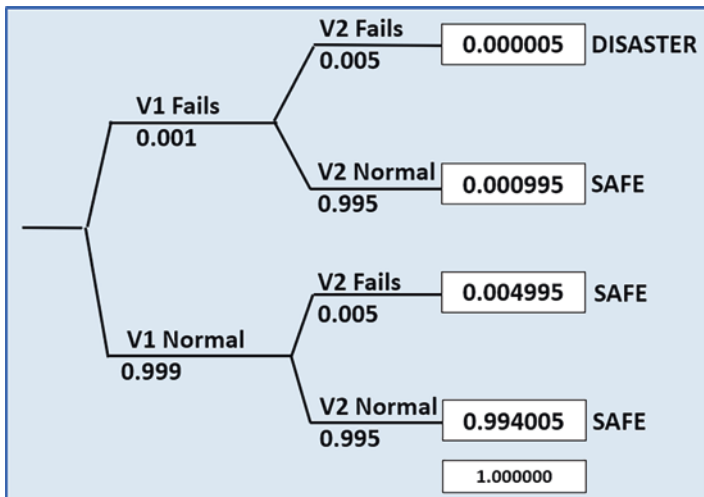 V2 Fails
0.005
0.000005 DISASTER
V1 Fails
0.001
V2 Normal
0.995
0.000995 SAFE
V2 Fails
0.005
0.004995 SAFE
V1 Normal
0.999
V2 Normal
0.995
0.994005 SAFE
1.000000